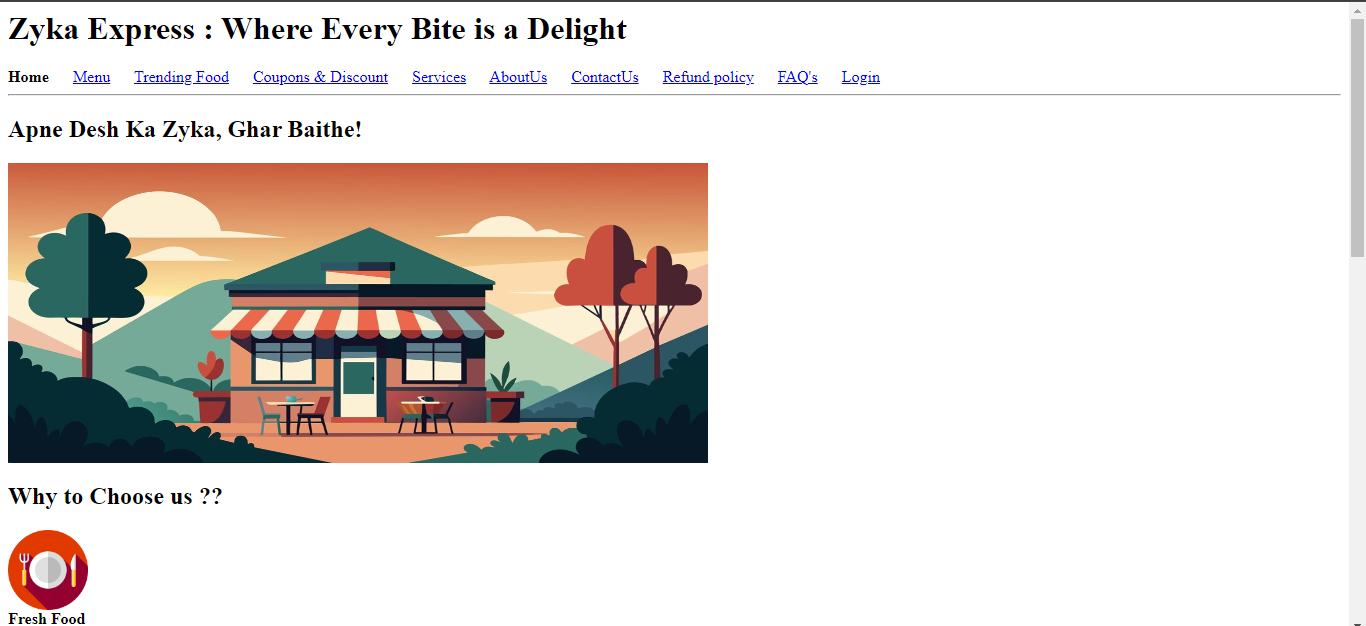 Zyka Express : Where Every Bite is a Delight
Home Menu Trending Food Coupons & Discount Services AboutUs ContactUs Refund policy FAQ's Login
Apne Desh Ka Zyka, Ghar Baithe!
Why to Choose us ??
Fresh Food